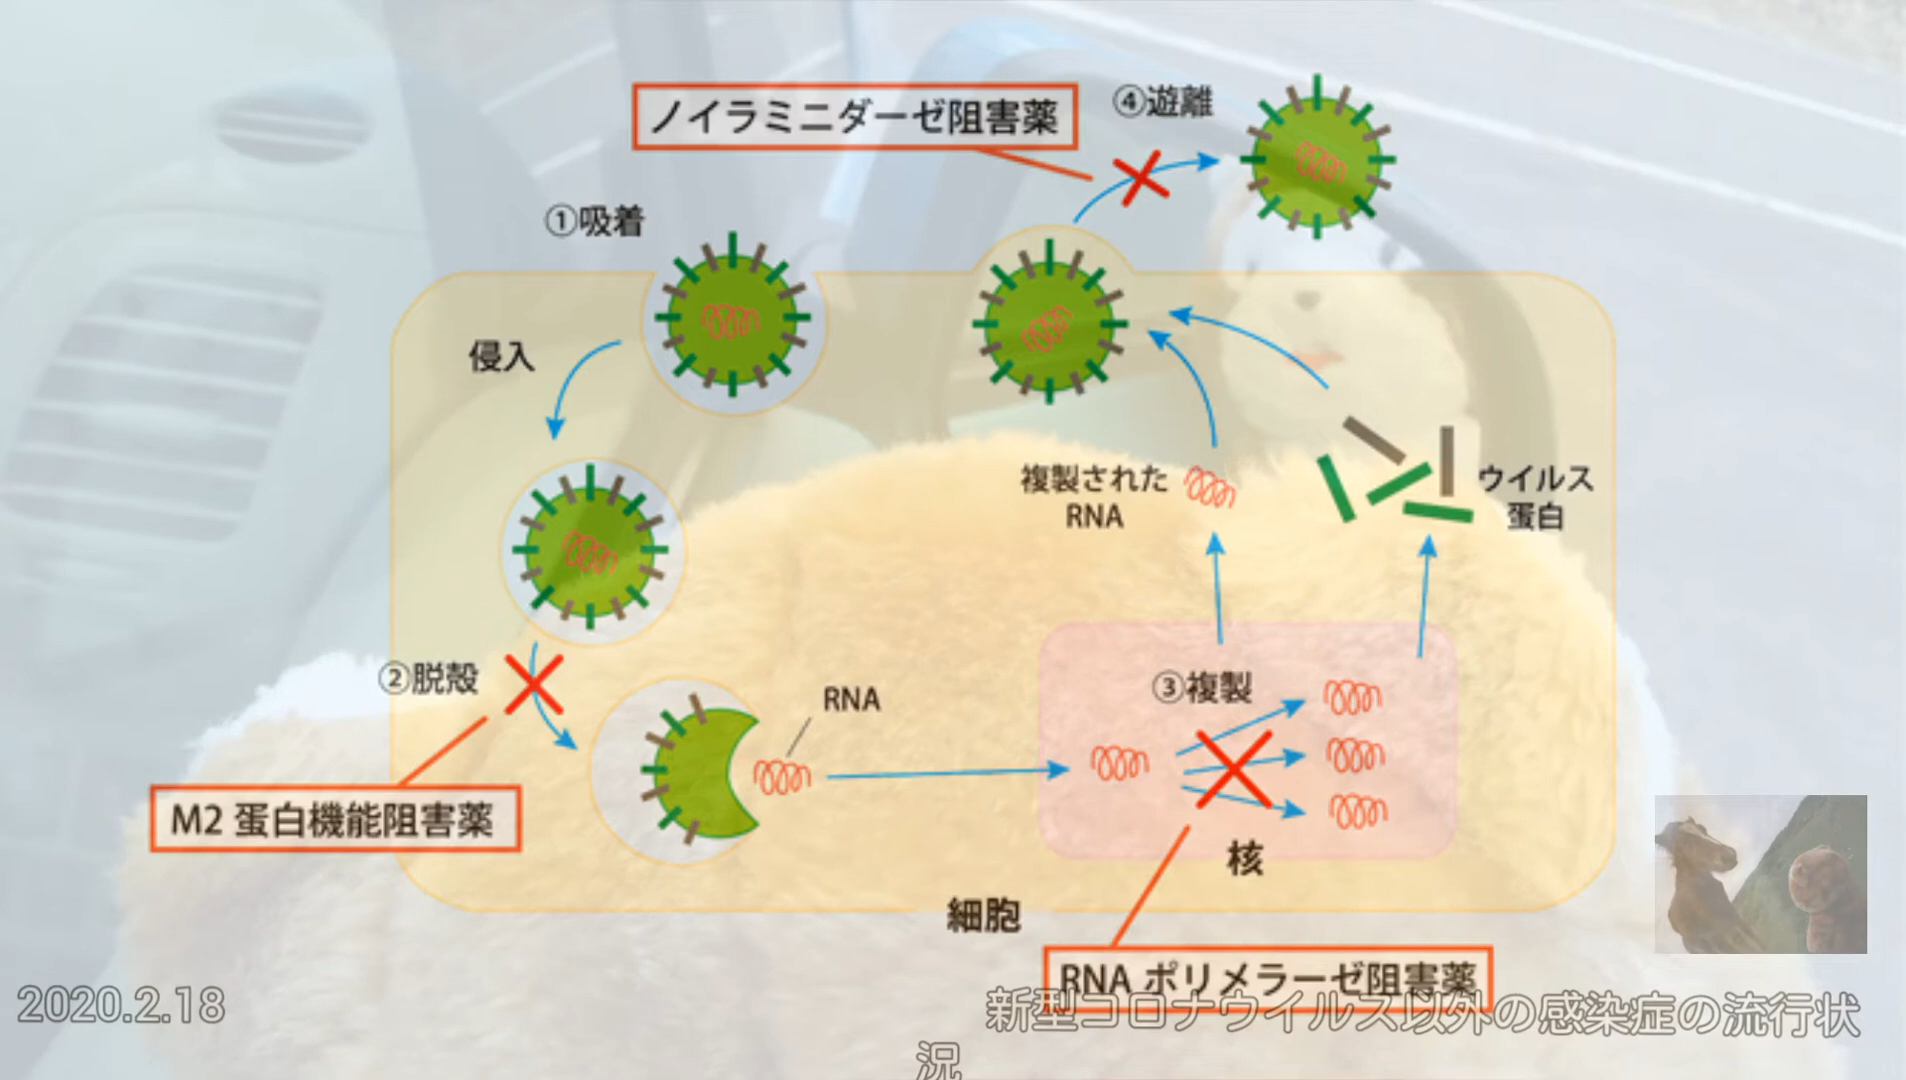 ノイラミニダーゼ阻害薬
④遊離
①吸着
侵入
複製された
RNA
ウイルス
蛋白
②脱殻
RNA
③複製
M2 蛋白機能阻害薬
核
細胞
RNA ポリメラーゼ阻害薬
2020.2.18
新型コロナウイルス以外の感染症の流行状
況